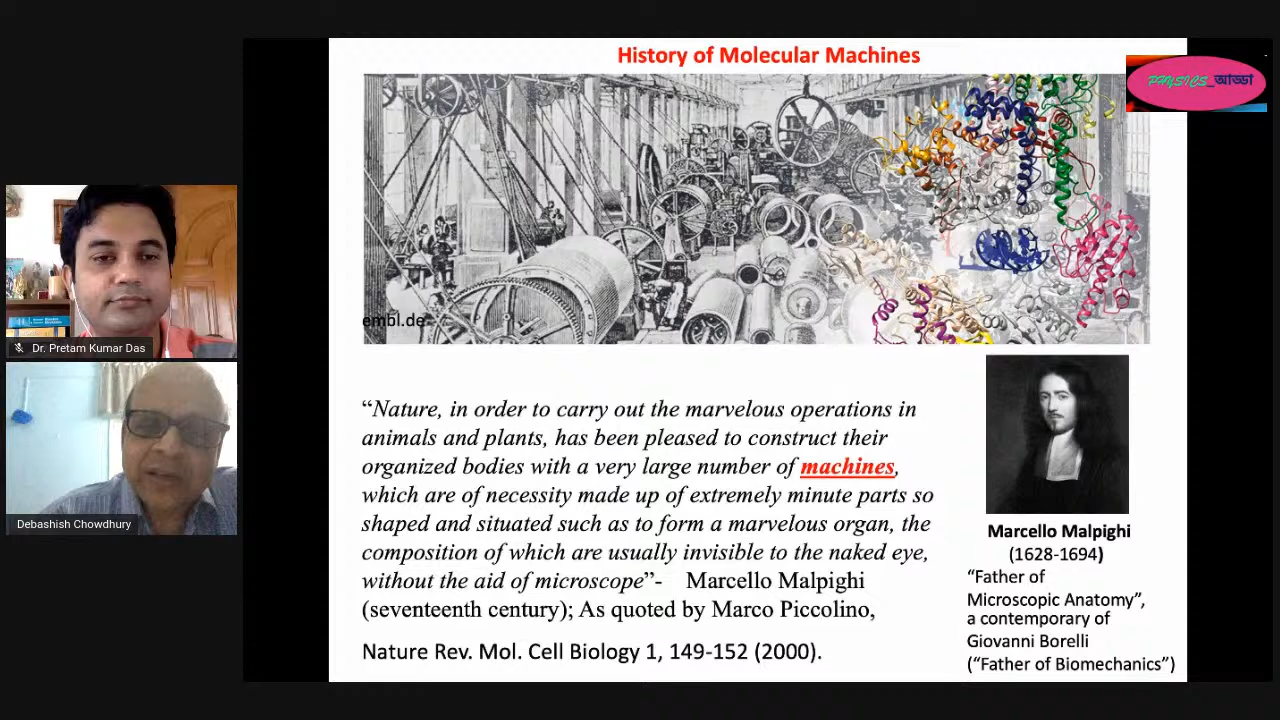 History of Molecular Machines
PHYSICS_আড্ডা
embl.de
Dr. Pretam Kumar Das
Debashish Chowdhury
“Nature, in order to carry out the marvelous operations in
animals and plants, has been pleased to construct their
organized bodies with a very large number of machines,
which are of necessity made up of extremely minute parts so
shaped and situated such as to form a marvelous organ, the
composition of which are usually invisible to the naked eye,
without the aid of microscope”- Marcello Malpighi
(seventeenth century); As quoted by Marco Piccolino,
Nature Rev. Mol. Cell Biology 1, 149-152 (2000).
Marcello Malpighi
(1628-1694)
“Father of
Microscopic Anatomy”,
a contemporary of
Giovanni Borelli
(“Father of Biomechanics”)